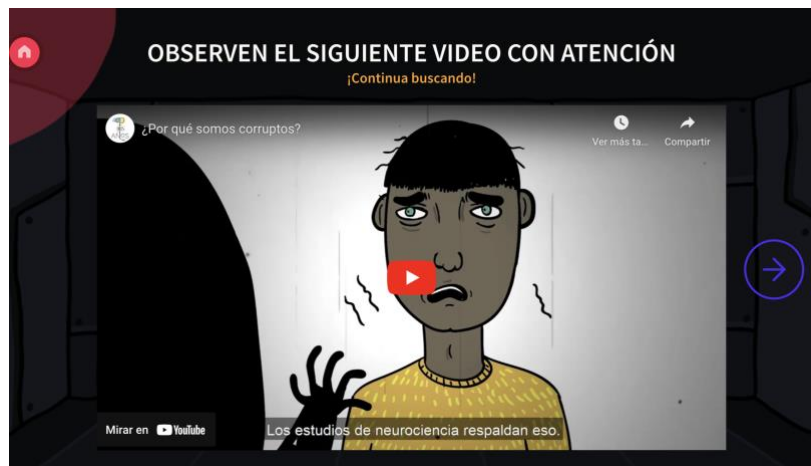 OBSERVEN EL SIGUIENTE VIDEO CON ATENCIÓN
¡Continua buscando!
¿Por qué somos corruptos?
Ver más ta...
Compartir
Mirar en YouTube
Los estudios de neurociencia respaldan eso.